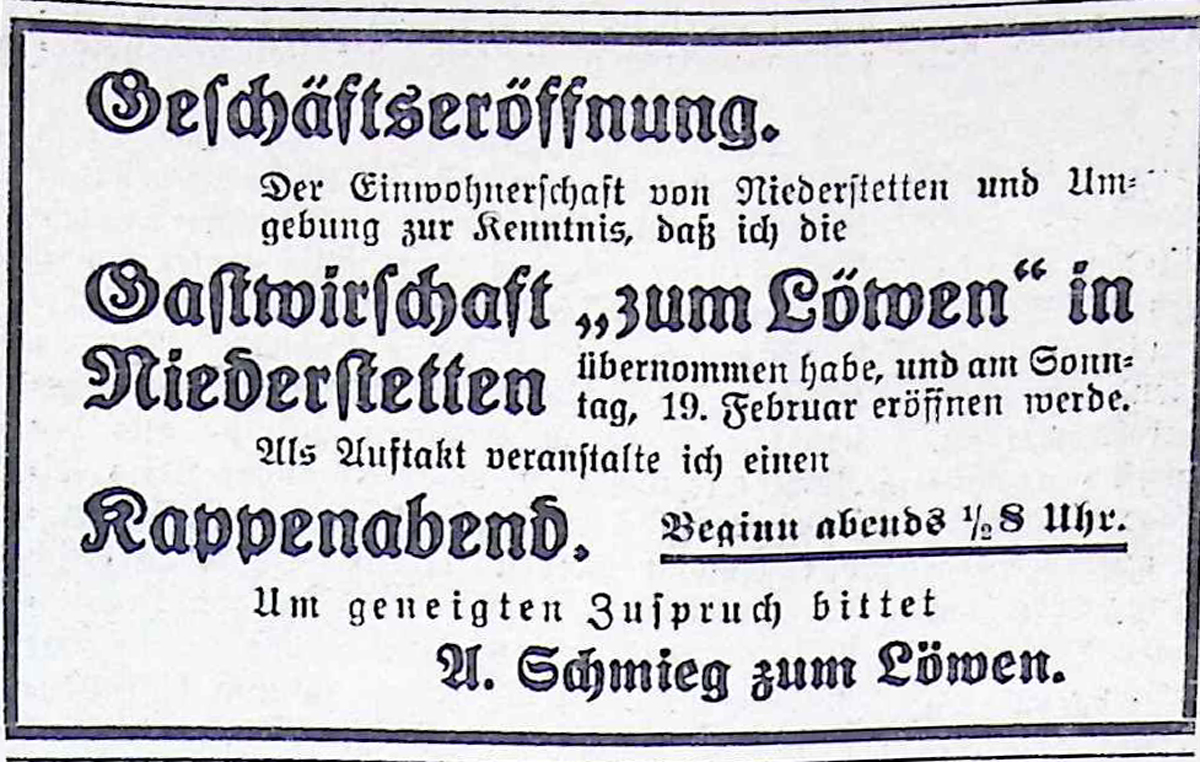 Geschäftseröffnung.
Der Einwohnerschaft von Niederstetten und Um-
gebung zur Kenntnis, daß ich die
Gastwirschaft „zum Löwen“ in
Niederstetten
übernommen habe, und am Sonn-
tag, 19. Februar eröffnen werde.
Als Auftakt veranstalte ich einen
Kappenabend.
Beginn abends ½8 Uhr.
Um geneigten Zuspruch bittet
A. Schmieg zum Löwen.